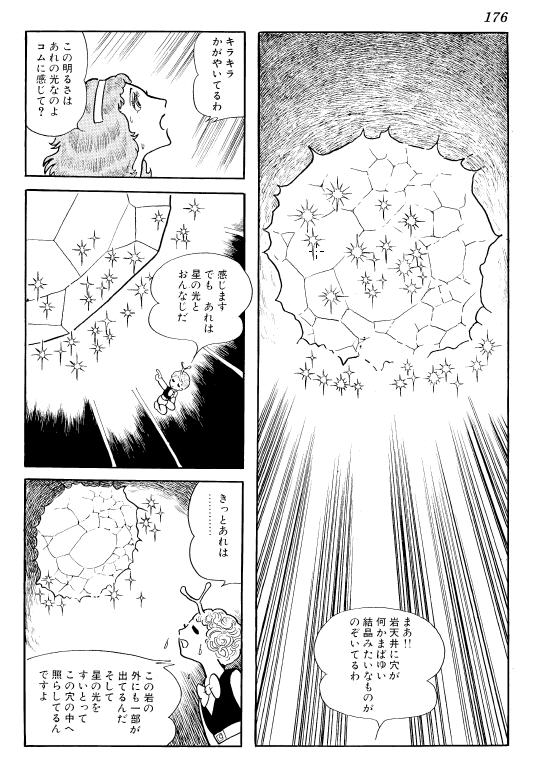 176
まあ!!
岩天井に穴が
何かまばゆい
結晶みたいなものが
のぞいてるわ
キラキラ
かがやいてるわ
この明るさは
あれの光なのよ
コムに感じて?
感じます
でも あれは
星の光と
おんなじだ
きっとあれは
…………
この岩の
外にも一部が
出てるんだ
そして
星の光を
すいとって
この穴の中へ
照らしてるん
ですよ